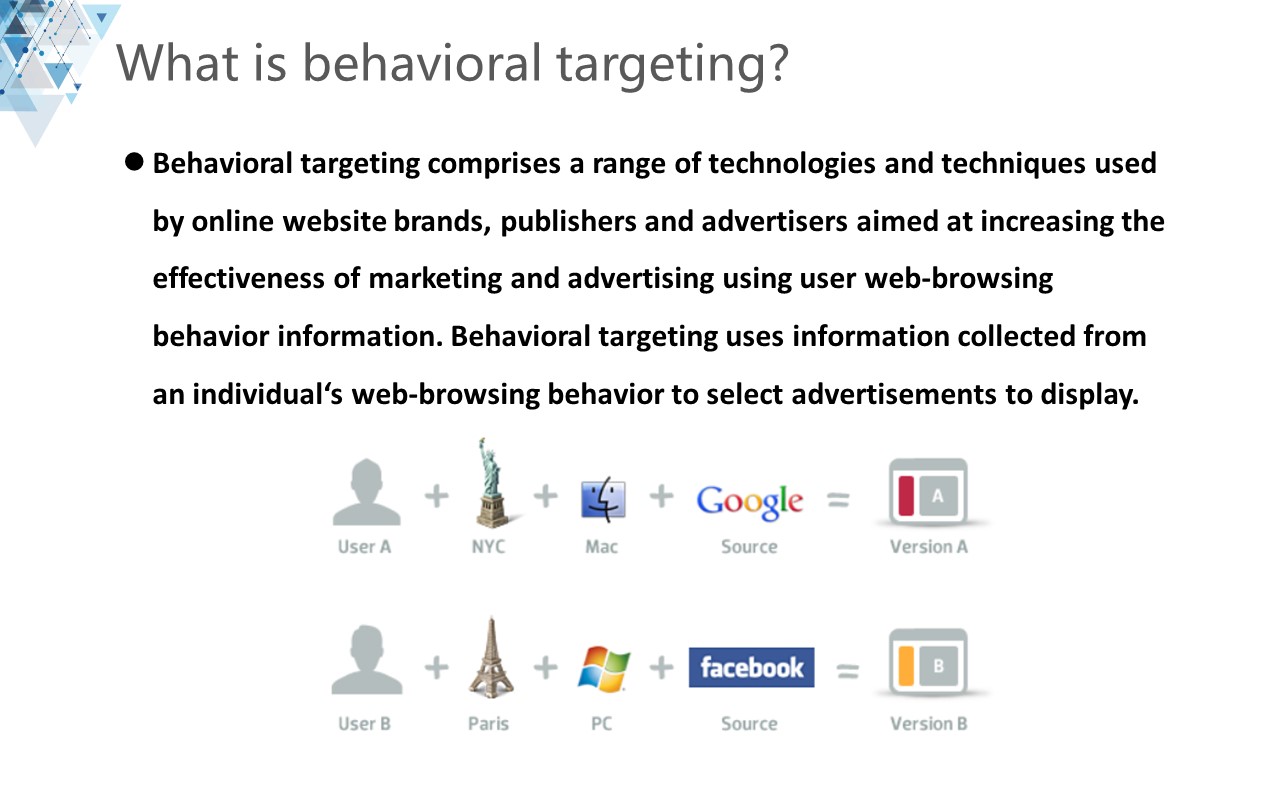 What is behavioral targeting?
● Behavioral targeting comprises a range of technologies and techniques used
by online website brands, publishers and advertisers aimed at increasing the
effectiveness of marketing and advertising using user web-browsing
behavior information. Behavioral targeting uses information collected from
an individual‘s web-browsing behavior to select advertisements to display.
+ + + Google = A
User A NYC Mac Source Version A
+ + + facebook = B
User B Paris PC Source Version B